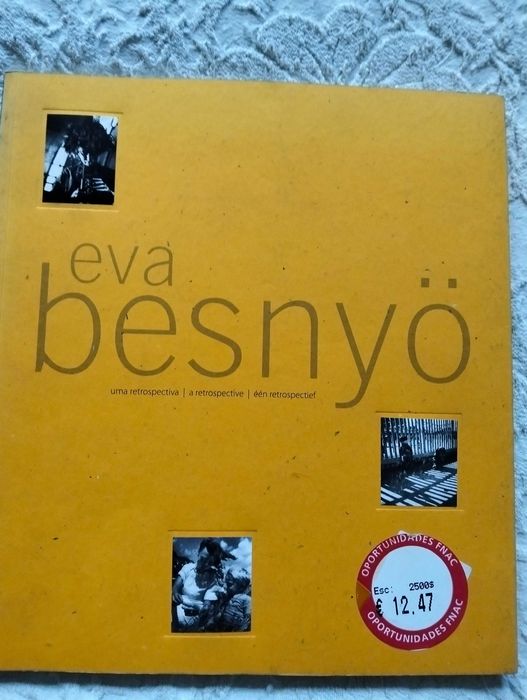 eva
besnyö
uma retrospectiva | a retrospective | één retrospectief
OPORTUNIDADES FNAC
Esc: 2500$
€ 12.47
OPORTUNIDADES FNAC